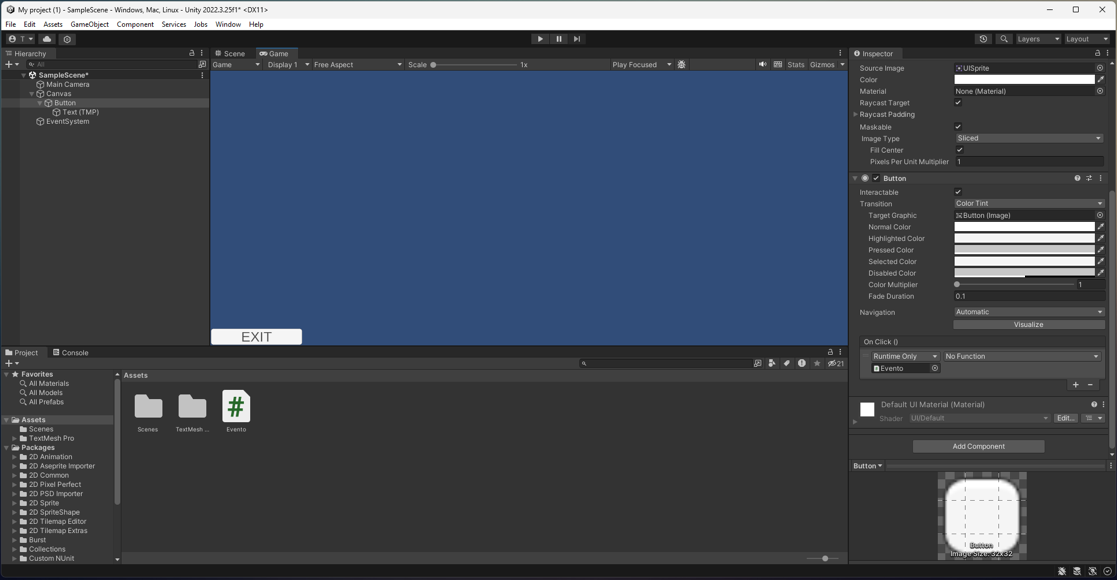 My project (1) - SampleScene - Windows, Mac, Linux - Unity 2022.3.25f1* <DX11>
File Edit Assets GameObject Component Services Jobs Window Help
T
Layers
Layout
Hierarchy
All
SampleScene*
Main Camera
Canvas
Button
Text (TMP)
EventSystem
Scene
Game
Game
Display 1
Free Aspect
Scale
1x
Play Focused
Stats
Gizmos
EXIT
Inspector
Source Image
UISprite
Color
Material
None (Material)
Raycast Target
Raycast Padding
Maskable
Image Type
Sliced
Fill Center
Pixels Per Unit Multiplier
1
Button
Interactable
Transition
Color Tint
Target Graphic
Button (Image)
Normal Color
Highlighted Color
Pressed Color
Selected Color
Disabled Color
Color Multiplier
1
Fade Duration
0.1
Navigation
Automatic
Visualize
On Click ()
Runtime Only
No Function
Evento
Default UI Material (Material)
Shader
UI/Default
Edit...
Add Component
Button
Button
Image Size: 32x32
Project
Console
21
Favorites
All Materials
All Models
All Prefabs
Assets
Scenes
TextMesh Pro
Packages
2D Animation
2D Aseprite Importer
2D Common
2D Pixel Perfect
2D PSD Importer
2D Sprite
2D SpriteShape
2D Tilemap Editor
2D Tilemap Extras
Burst
Collections
Custom NUnit
Assets
Scenes
TextMesh ...
#
Evento